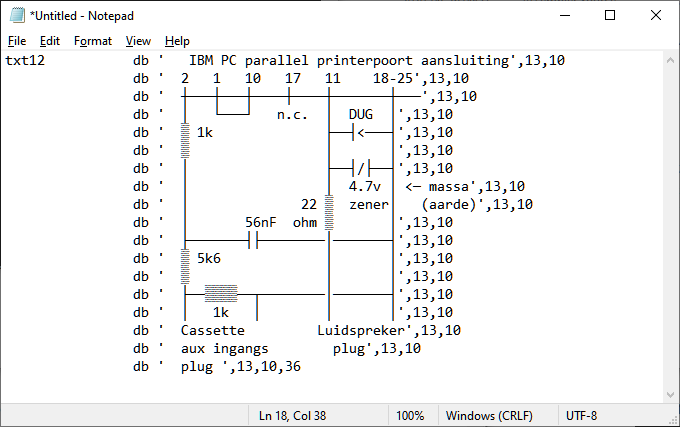 *Untitled - Notepad
File Edit Format View Help
txt12 db ' IBM PC parallel printerpoort aansluiting',13,10
db ' 2 1 10 17 11 18-25',13,10
db ' ',13,10
db ' n.c. DUG ',13,10
db ' 1k <',13,10
db ' ',13,10
db ' / ',13,10
db ' 4.7v <─ massa',13,10
db ' 22 zener (aarde)',13,10
db ' 56nF ohm ',13,10
db ' ',13,10
db ' 5k6 ',13,10
db ' ',13,10
db ' ',13,10
db ' 1k ',13,10
db ' Cassette Luidspreker',13,10
db ' aux ingangs plug',13,10
db ' plug ',13,10,36
Ln 18, Col 38 100% Windows (CRLF) UTF-8